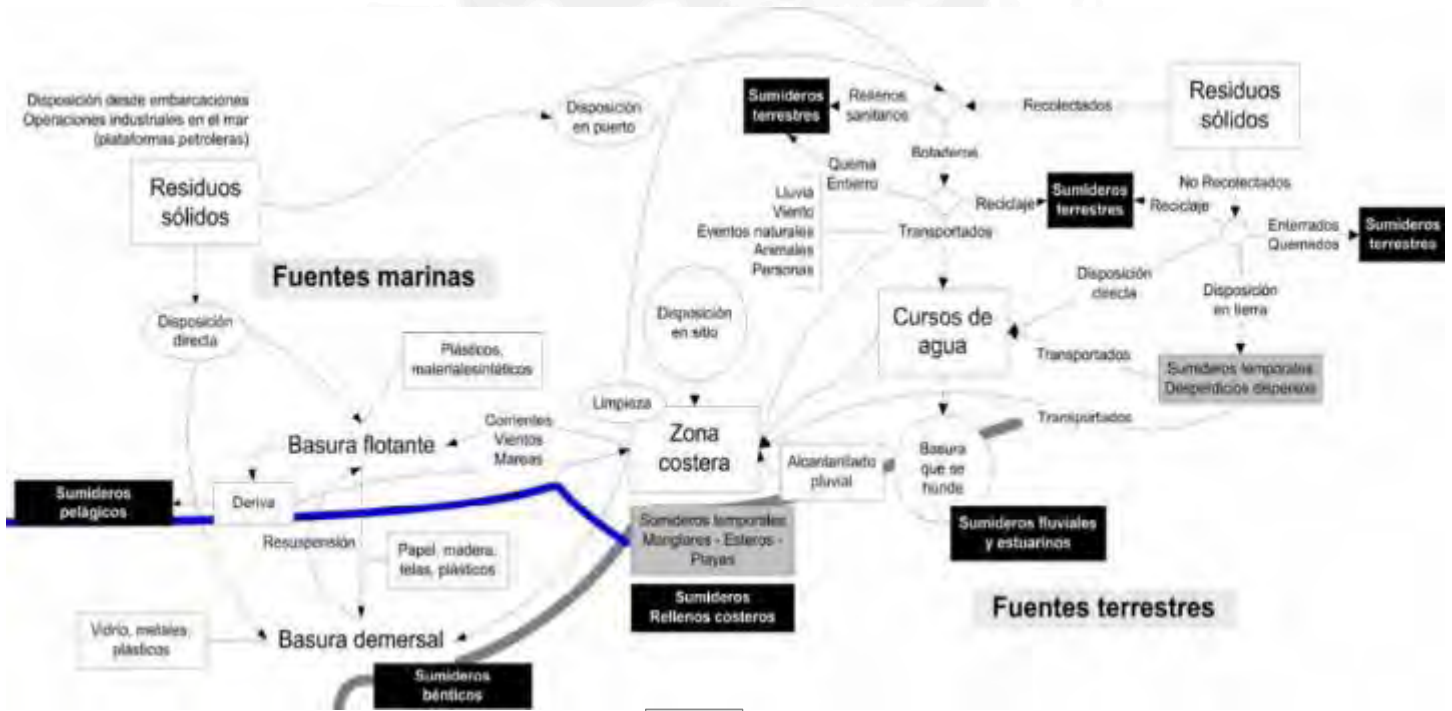 Disposición desde embarcaciones
Operaciones industriales en el mar
(plataformas petroleras)
Residuos
sólidos
Disposición
en puerto
Sumideros
terrestres
Rellenos
sanitarios
Recolectados
Residuos
sólidos
Botaderos
Quema
Entierro
Lluvia
Viento
Eventos naturales
Animales
Personas
Transportados
Reciclaje
Sumideros
terrestres
Reciclaje
No Recolectados
Enterrados
Quemados
Sumideros
terrestres
Fuentes marinas
Disposición
directa
Plásticos,
materialesintéticos
Disposición
en sitio
Cursos de
agua
Disposición
directa
Disposición
en tierra
Transportados
Sumideros temporales
Desperdicios dispersos
Transportados
Limpieza
Corrientes
Vientos
Mareas
Basura flotante
Zona
costera
Alcantarillado
pluvial
Basura
que se
hunde
Sumideros
pelágicos
Deriva
Resuspensión
Papel, madera,
telas, plásticos
Sumideros temporales
Manglares - Esteros -
Playas
Sumideros fluviales
y estuarinos
Sumideros
Rellenos costeros
Fuentes terrestres
Vidrio, metales,
plásticos
Basura demersal
Sumideros
bénticos